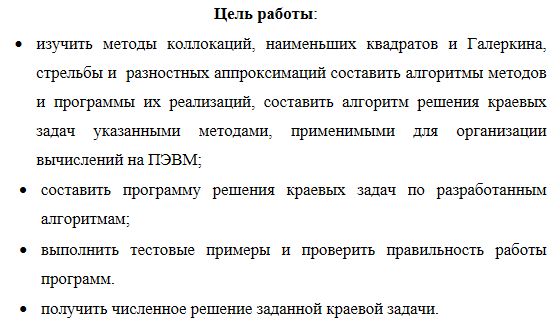 Цель работы:
• изучить методы коллокаций, наименьших квадратов и Галеркина,
стрельбы и разностных аппроксимаций составить алгоритмы методов
и программы их реализаций, составить алгоритм решения краевых
задач указанными методами, применимыми для организации
вычислений на ПЭВМ;
• составить программу решения краевых задач по разработанным
алгоритмам;
• выполнить тестовые примеры и проверить правильность работы
программ.
• получить численное решение заданной краевой задачи.